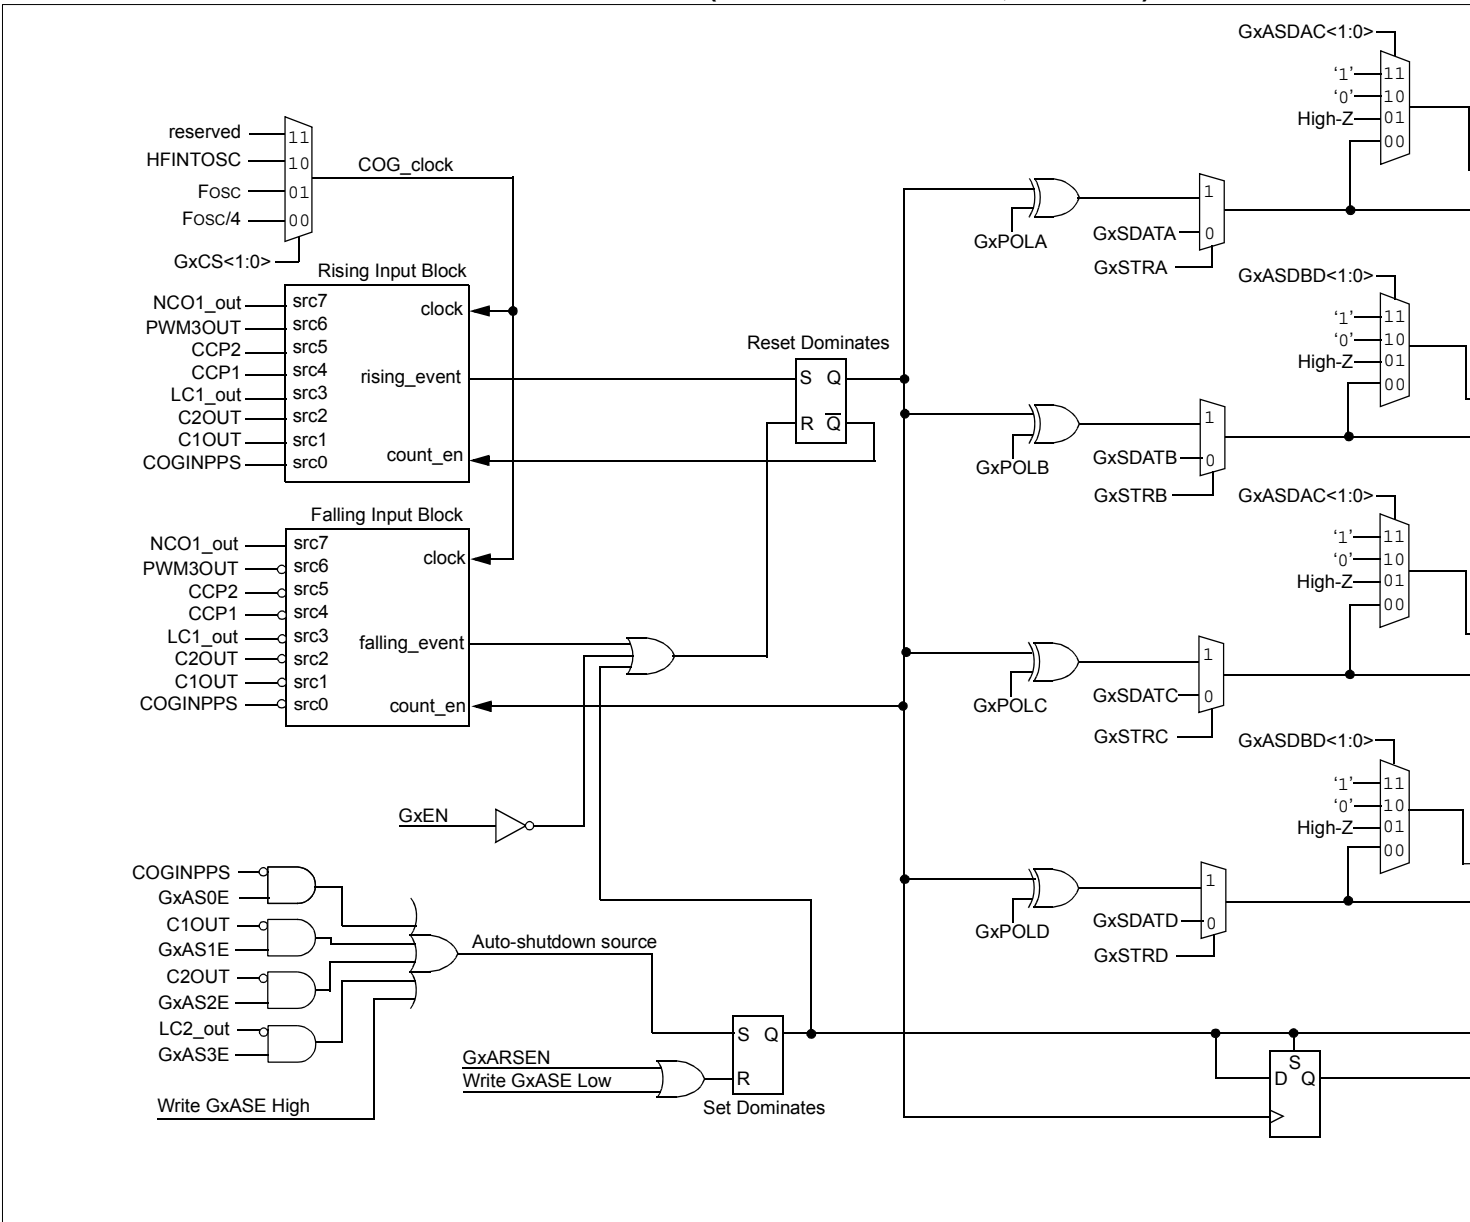 GxASDAC<1:0>
‘1’ 11
‘0’ 10
High-Z 01
00
reserved 11
HFINTOSC 10
FOSC 01
FOSC/4 00
GxCS<1:0>
COG_clock
Rising Input Block
NCO1_out src7
PWM3OUT src6
CCP2 src5
CCP1 src4
LC1_out src3
C2OUT src2
C1OUT src1
COGINPPS src0
clock
rising_event
count_en
Reset Dominates
S Q
R Q
Falling Input Block
NCO1_out src7
PWM3OUT src6
CCP2 src5
CCP1 src4
LC1_out src3
C2OUT src2
C1OUT src1
COGINPPS src0
clock
falling_event
count_en
GxEN
COGINPPS
GxAS0E
C1OUT
GxAS1E
C2OUT
GxAS2E
LC2_out
GxAS3E
Write GxASE High
Auto-shutdown source
GxARSEN
Write GxASE Low
S Q
R
Set Dominates
GxPOLA
1
GxSDATA 0
GxSTRA
GxASDBD<1:0>
‘1’ 11
‘0’ 10
High-Z 01
00
GxPOLB
1
GxSDATB 0
GxSTRB
GxASDAC<1:0>
‘1’ 11
‘0’ 10
High-Z 01
00
GxPOLC
1
GxSDATC 0
GxSTRC
GxASDBD<1:0>
‘1’ 11
‘0’ 10
High-Z 01
00
GxPOLD
1
GxSDATD 0
GxSTRD
S
D Q